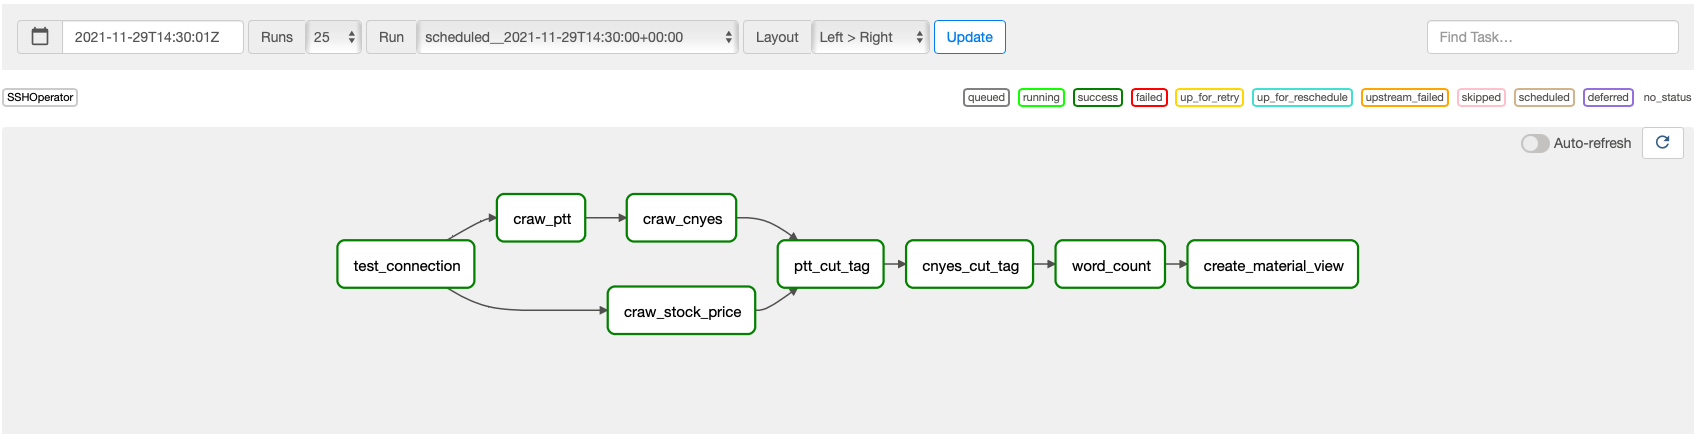 2021-11-29T14:30:01Z Runs 25 Run scheduled__2021-11-29T14:30:00+00:00 Layout Left > Right Update Find Task...
SSHOperator queued running success failed up_for_retry up_for_reschedule upstream_failed skipped scheduled deferred no_status
Auto-refresh
craw_ptt craw_cnyes
test_connection ptt_cut_tag cnyes_cut_tag word_count create_material_view
craw_stock_price